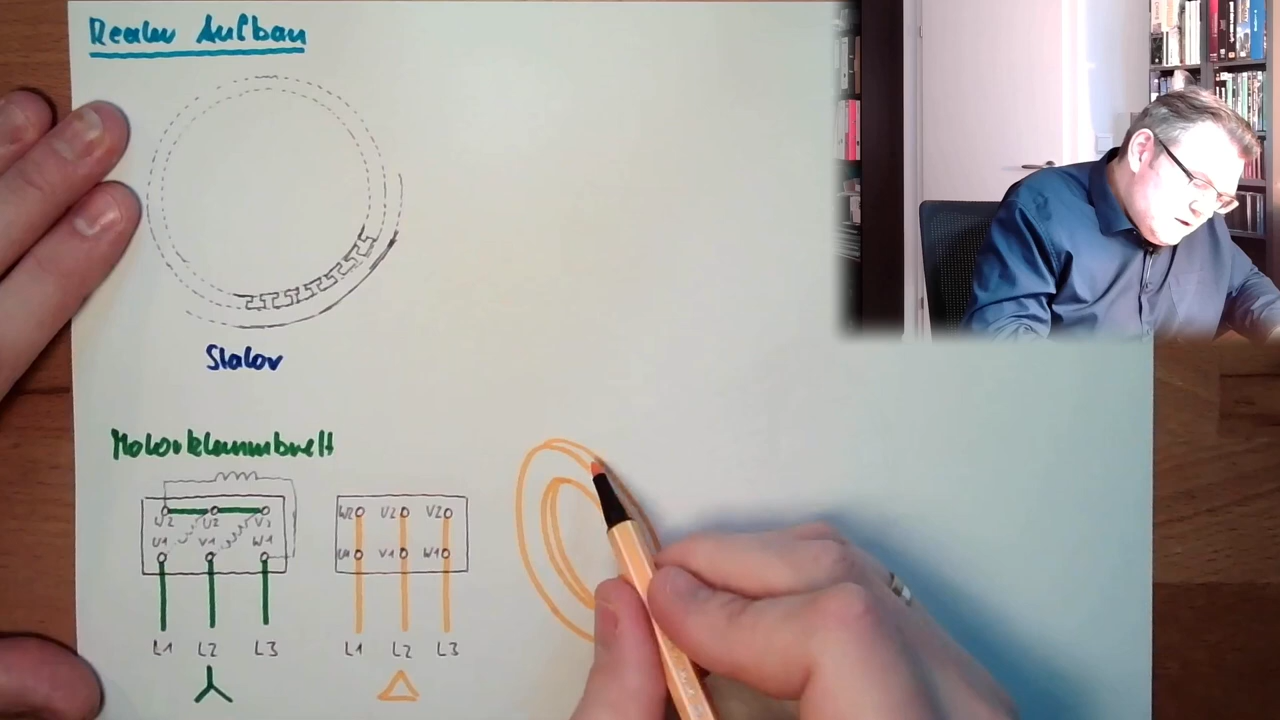 Realer Aufbau
Stator
Motorklemmbrett
W2 U2 V2
U1 V1 W1
L1 L2 L3
W2 U2 V2
U1 V1 W1
L1 L2 L3